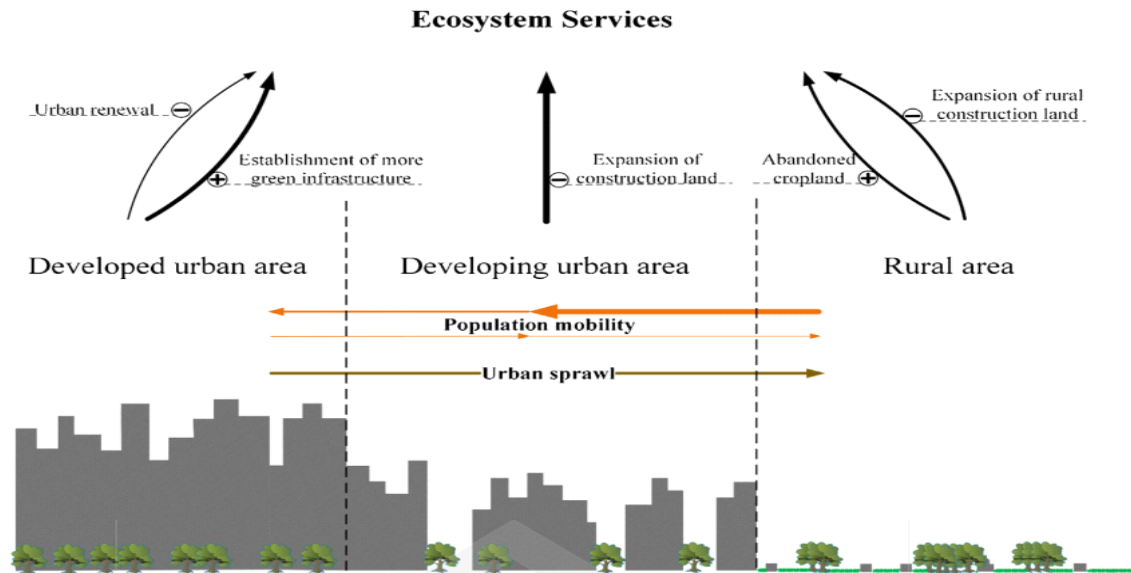 Ecosystem Services
Urban renewal
−
Establishment of more
green infrastructure
+
Expansion of
construction land
−
Abandoned
cropland
+
Expansion of rural
construction land
−
Developed urban area
Developing urban area
Rural area
Population mobility
Urban sprawl